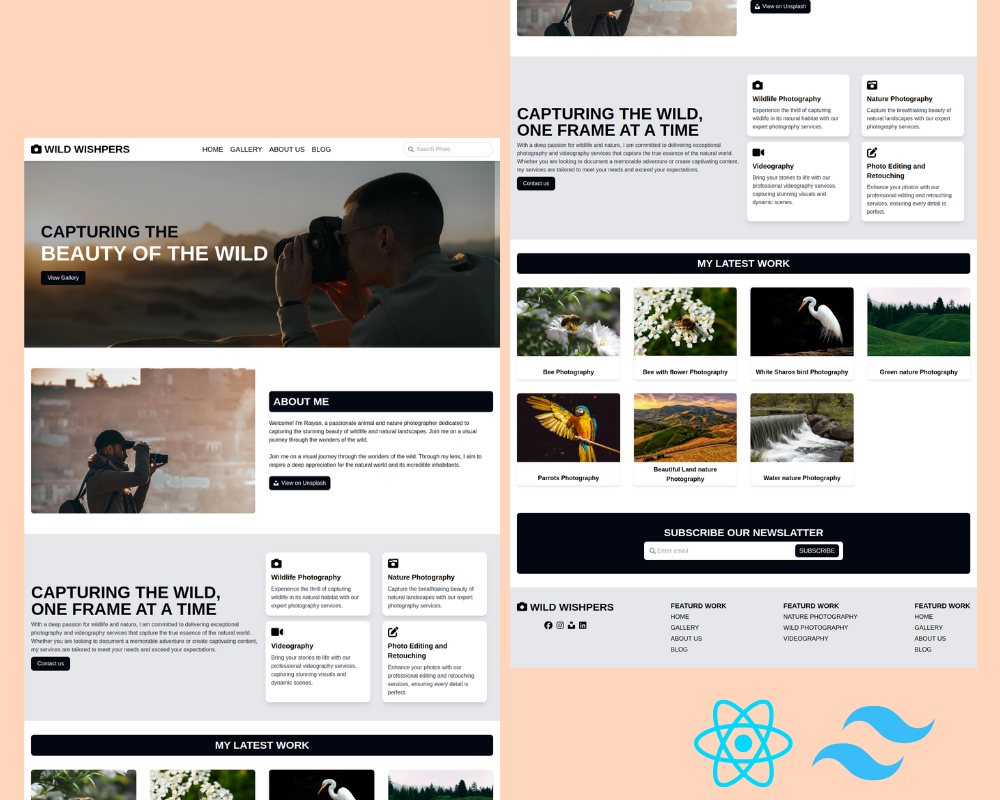 WILD WISHPERS
HOME GALLERY ABOUT US BLOG
Search Photo
CAPTURING THE
BEAUTY OF THE WILD
View Gallery
ABOUT ME
Welcome! I'm Raiyan, a passionate animal and nature photographer dedicated to
capturing the stunning beauty of wildlife and natural landscapes. Join me on a visual
journey through the wonders of the wild.
Join me on a visual journey through the wonders of the wild. Through my lens, I aim to
inspire a deep appreciation for the natural world and its incredible inhabitants.
View on Unsplash
CAPTURING THE WILD,
ONE FRAME AT A TIME
With a deep passion for wildlife and nature, I am committed to delivering exceptional
photography and videography services that capture the true essence of the natural world.
Whether you are looking to document a memorable adventure or create captivating content,
my services are tailored to meet your needs and exceed your expectations.
Contact us
Wildlife Photography
Experience the thrill of capturing
wildlife in its natural habitat with our
expert photography services.
Nature Photography
Capture the breathtaking beauty of
natural landscapes with our expert
photography services.
Videography
Bring your stories to life with our
professional videography services,
capturing stunning visuals and
dynamic scenes.
Photo Editing and
Retouching
Enhance your photos with our
professional editing and retouching
services, ensuring every detail is
perfect.
MY LATEST WORK
View on Unsplash
CAPTURING THE WILD,
ONE FRAME AT A TIME
With a deep passion for wildlife and nature, I am committed to delivering exceptional
photography and videography services that capture the true essence of the natural world.
Whether you are looking to document a memorable adventure or create captivating content,
my services are tailored to meet your needs and exceed your expectations.
Contact us
Wildlife Photography
Experience the thrill of capturing
wildlife in its natural habitat with our
expert photography services.
Nature Photography
Capture the breathtaking beauty of
natural landscapes with our expert
photography services.
Videography
Bring your stories to life with our
professional videography services,
capturing stunning visuals and
dynamic scenes.
Photo Editing and
Retouching
Enhance your photos with our
professional editing and retouching
services, ensuring every detail is
perfect.
MY LATEST WORK
Bee Photography
Bee with flower Photography
White Sharos bird Photography
Green nature Photography
Parrots Photography
Beautiful Land nature
Photography
Water nature Photography
SUBSCRIBE OUR NEWSLATTER
Enter email
SUBSCRIBE
WILD WISHPERS
FEATURD WORK
HOME
GALLERY
ABOUT US
BLOG
FEATURD WORK
NATURE PHOTOGRAPHY
WILD PHOTOGRAPHY
VIDEOGRAPHY
FEATURD WORK
HOME
GALLERY
ABOUT US
BLOG